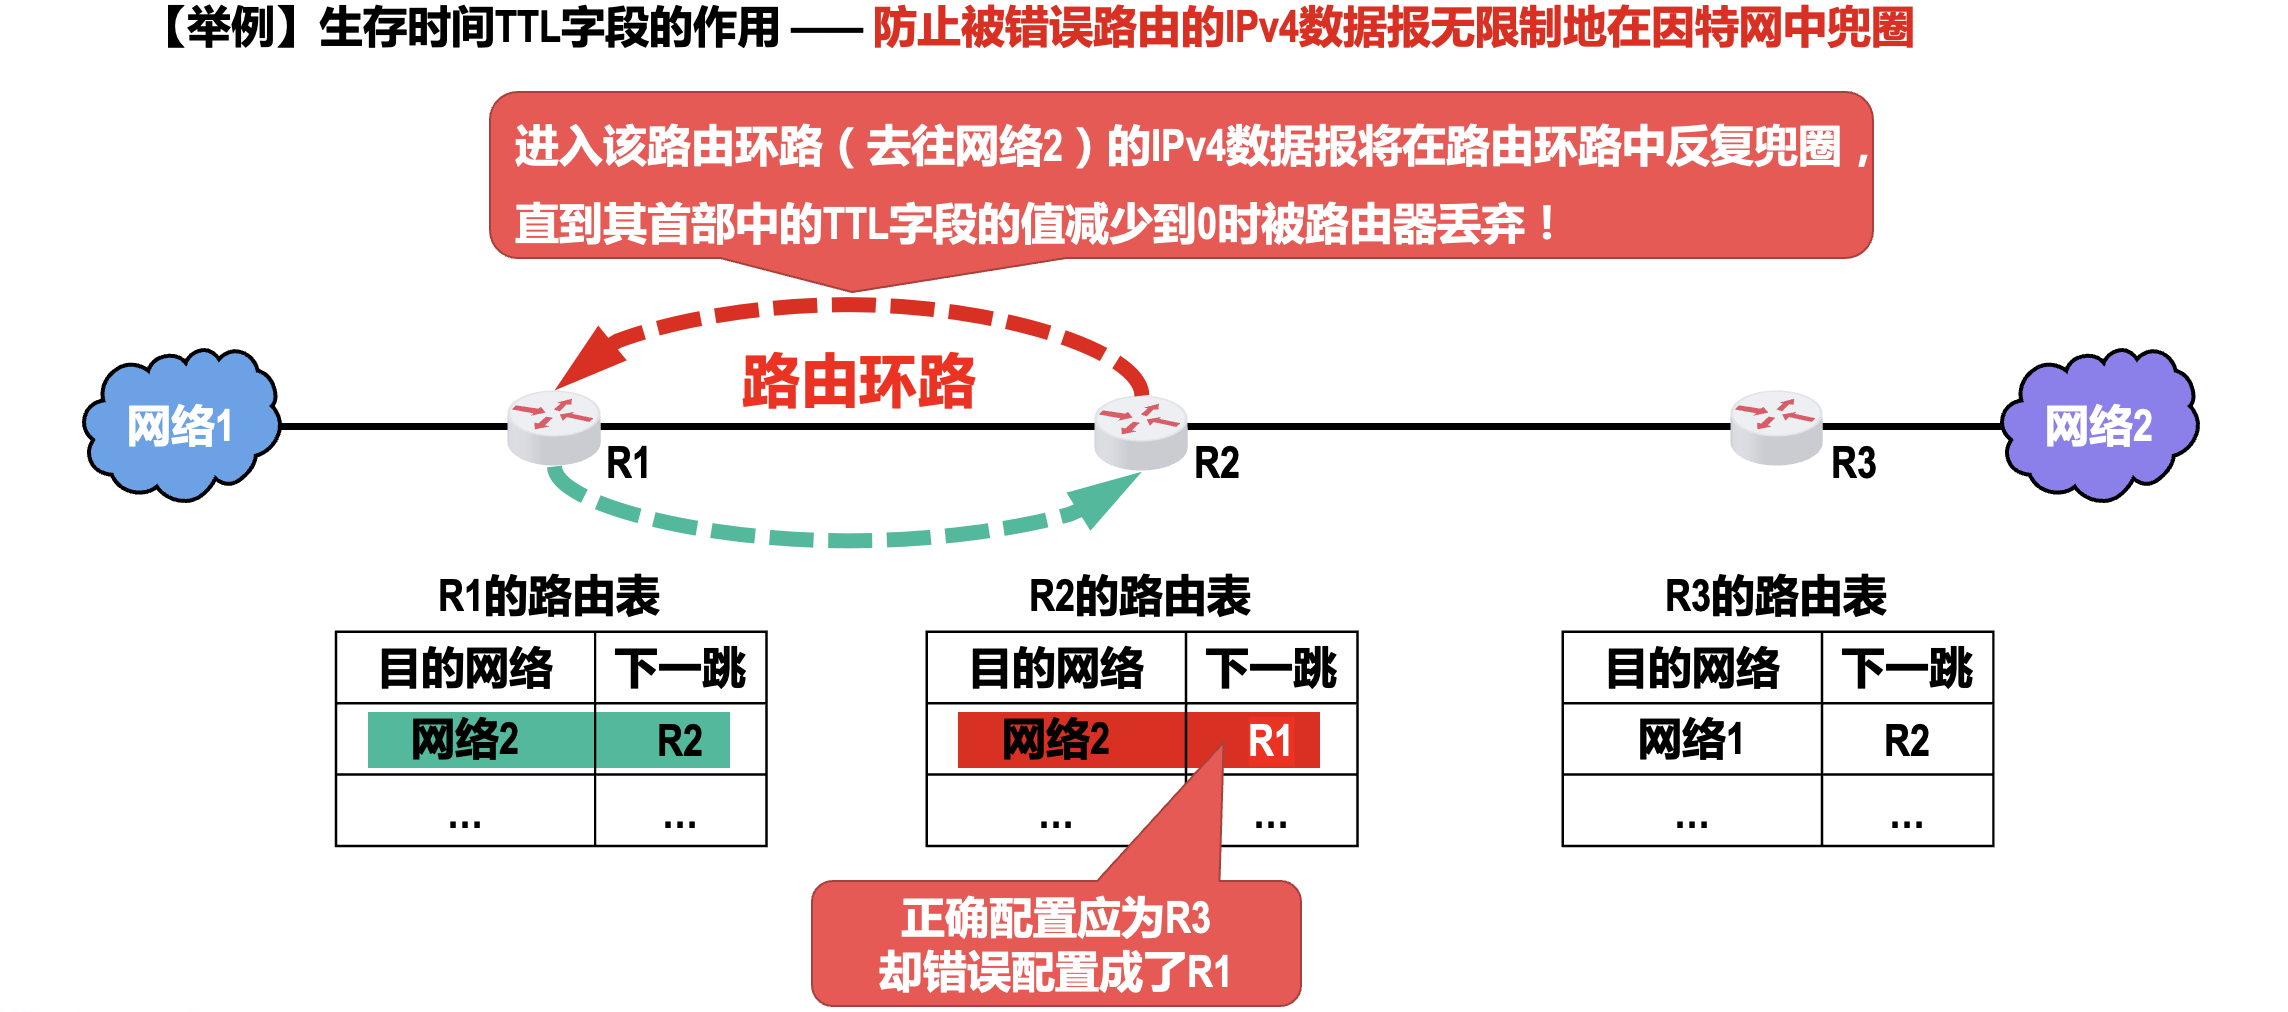 【举例】生存时间TTL字段的作用 —— 防止被错误路由的IPv4数据报无限制地在因特网中兜圈
进入该路由环路（去往网络2）的IPv4数据报将在路由环路中反复兜圈，
直到其首部中的TTL字段的值减少到0时被路由器丢弃！
路由环路
网络1
R1
R2
R3
网络2
R1的路由表
目的网络 下一跳
网络2 R2
... ...
R2的路由表
目的网络 下一跳
网络2 R1
... ...
R3的路由表
目的网络 下一跳
网络1 R2
... ...
正确配置应为R3
却错误配置成了R1